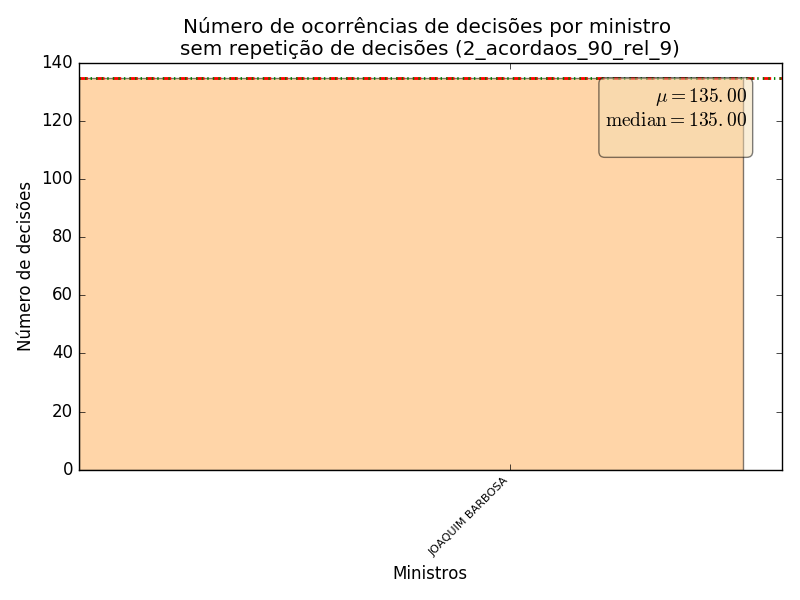 Número de ocorrências de decisões por ministro
sem repetição de decisões (2_acordaos_90_rel_9)
μ = 135.00
median = 135.00
140
120
100
80
60
40
20
0
Número de decisões
JOAQUIM BARBOSA
Ministros